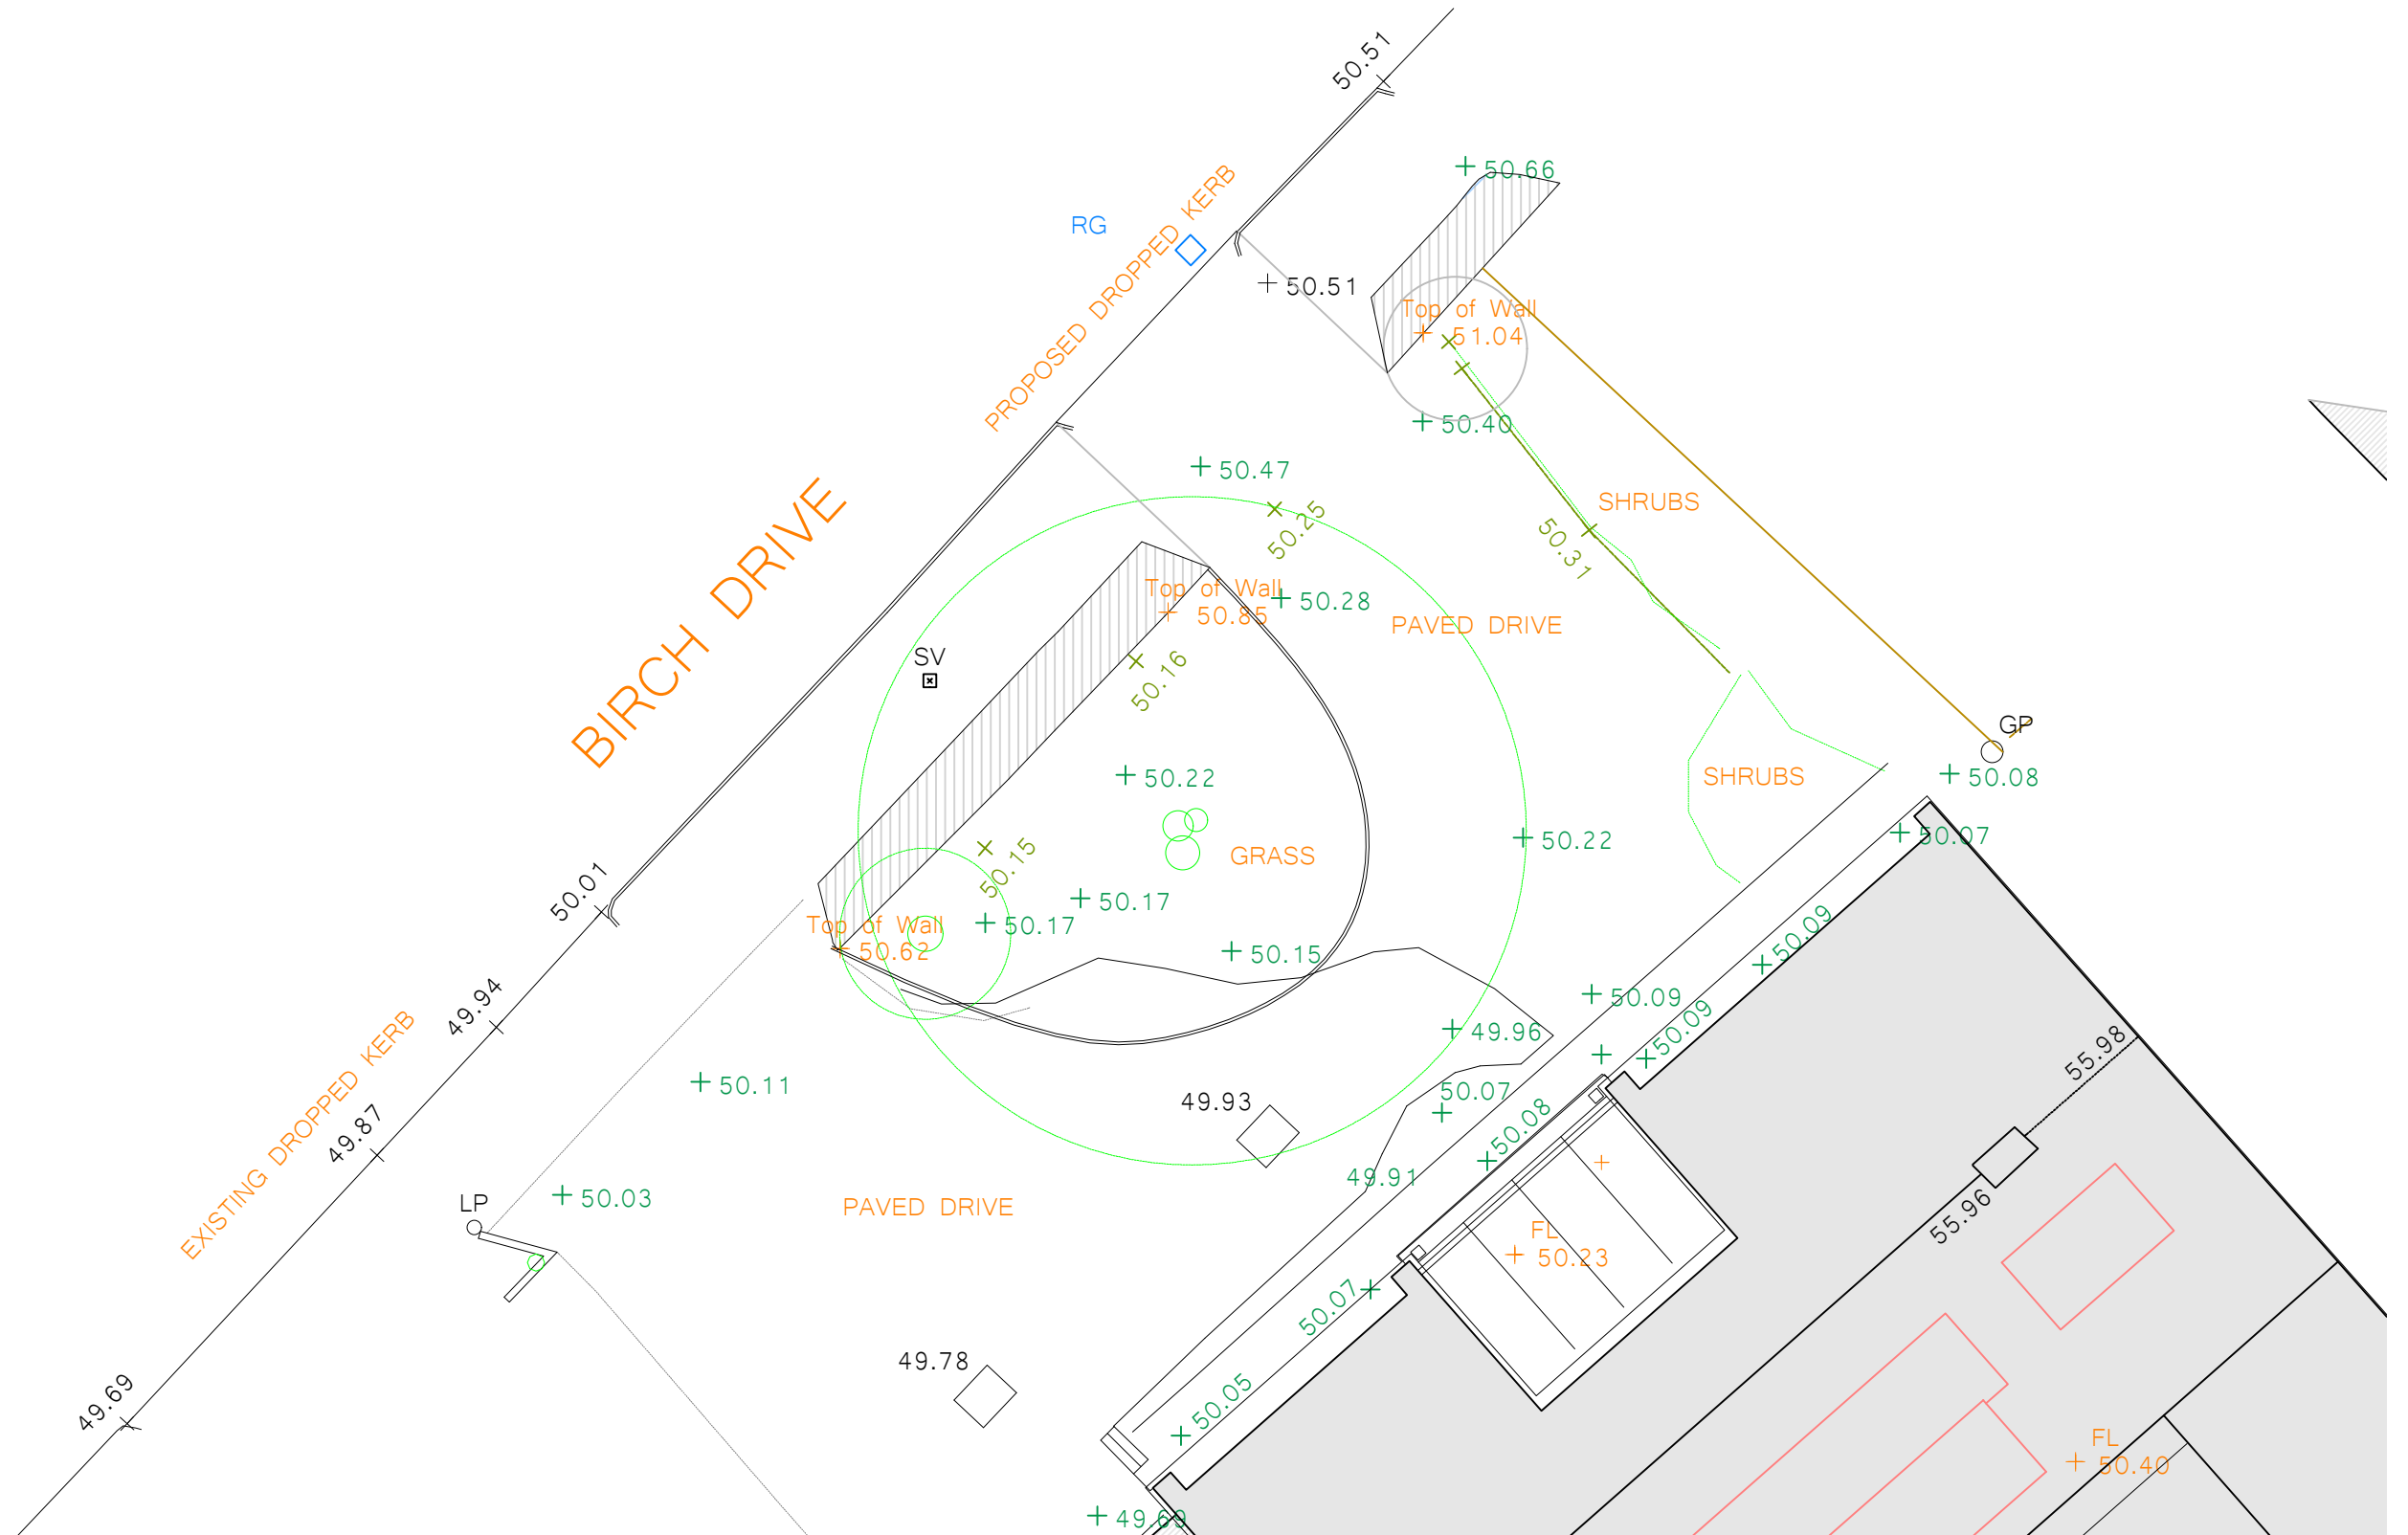 50.51
50.66
PROPOSED DROPPED KERB
RG
50.51
Top of Wall
51.04
50.40
50.47
SHRUBS
50.25
50.31
BIRCH DRIVE
Top of Wall
50.85
50.28
PAVED DRIVE
SV
50.16
GP
50.22
SHRUBS
50.08
50.07
50.22
GRASS
50.15
50.01
50.17
50.17
Top of Wall
50.62
50.15
50.09
50.09
49.94
50.09
49.96
EXISTING DROPPED KERB
50.11
49.93
50.07
55.98
49.87
50.08
49.91
LP
50.03
PAVED DRIVE
55.96
FL
50.23
50.07
49.78
49.69
50.05
FL
50.40
49.69